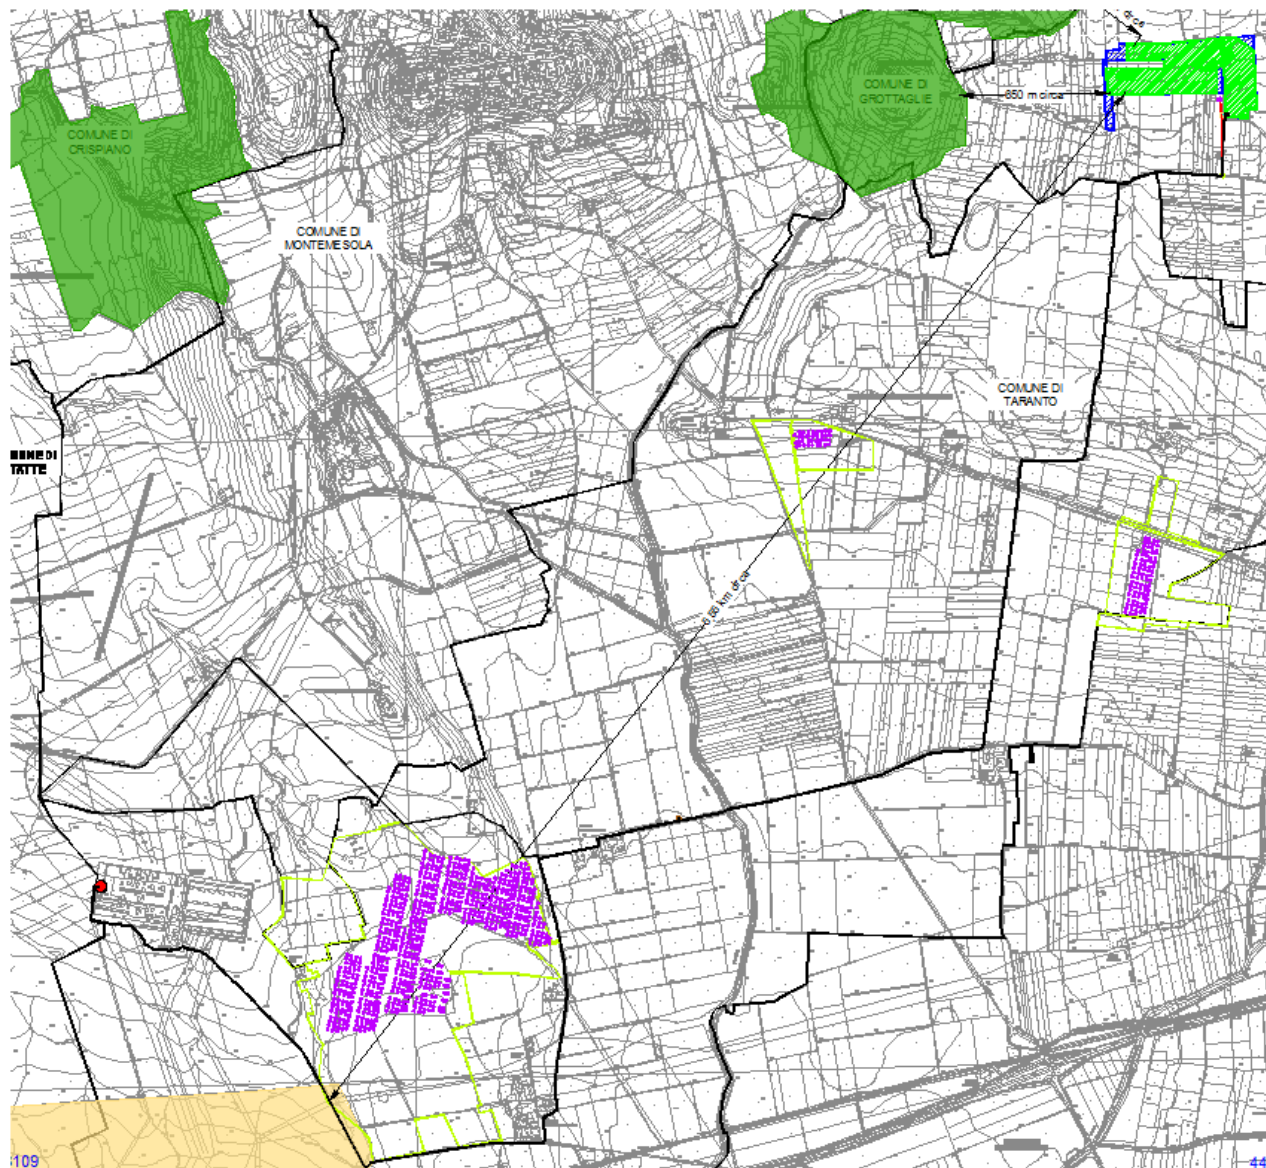 COMUNE DI
GROTTAGLIE
650 m circa
COMUNE DI
CRISPIANO
COMUNE DI
MONTEMESOLA
COMUNE DI
TARANTO
TATTE
109
44